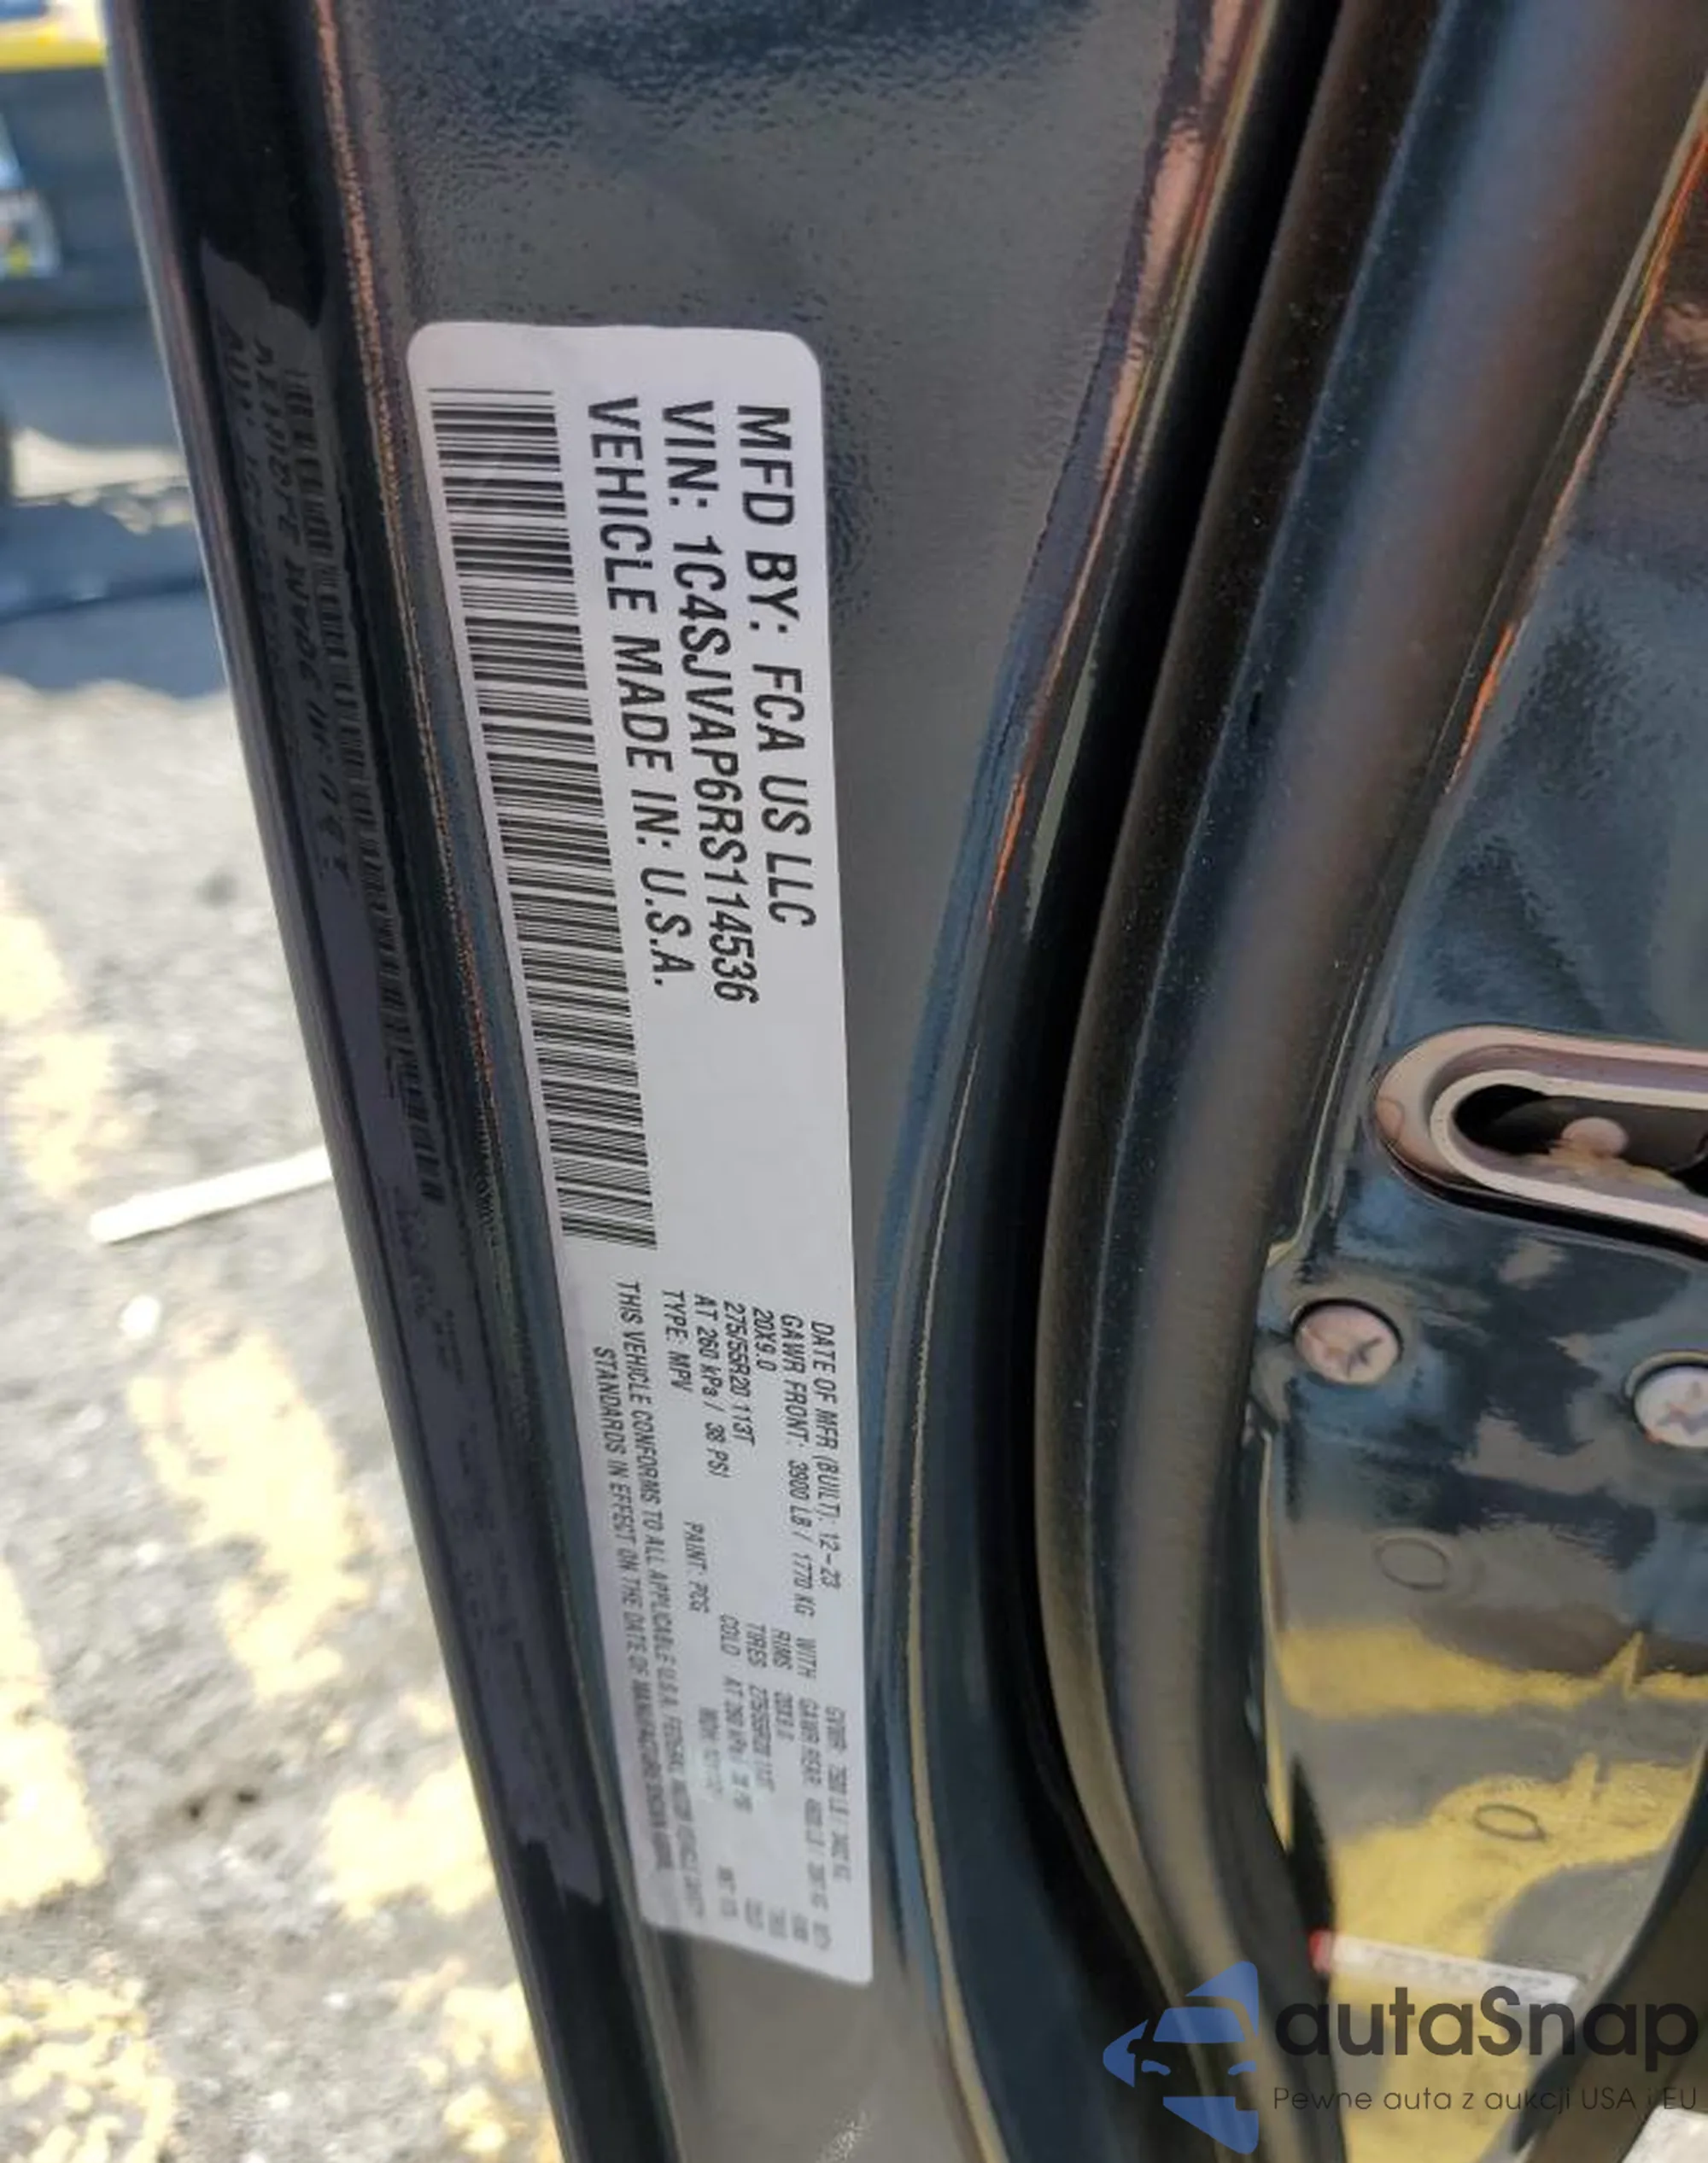 MFD BY: FCA US LLC
VIN: 1C4SJVAP6RS114536
VEHICLE MADE IN: U.S.A.
DATE OF MFR (BUILT): 12-23
GAWR FRONT: 3900 LB / 1770 KG WITH
20X9.0 RIMS
275/55R20 113T TIRES
AT 260 kPa / 38 PSI COLD
TYPE: MPV PAINT: PCG
THIS VEHICLE CONFORMS TO ALL APPLICABLE U.S.A. FEDERAL MOTOR VEHICLE SAFETY
STANDARDS IN EFFECT ON THE DATE OF MANUFACTURE SHOWN ABOVE.
autaSnap
Pewne auta z aukcji USA i EU